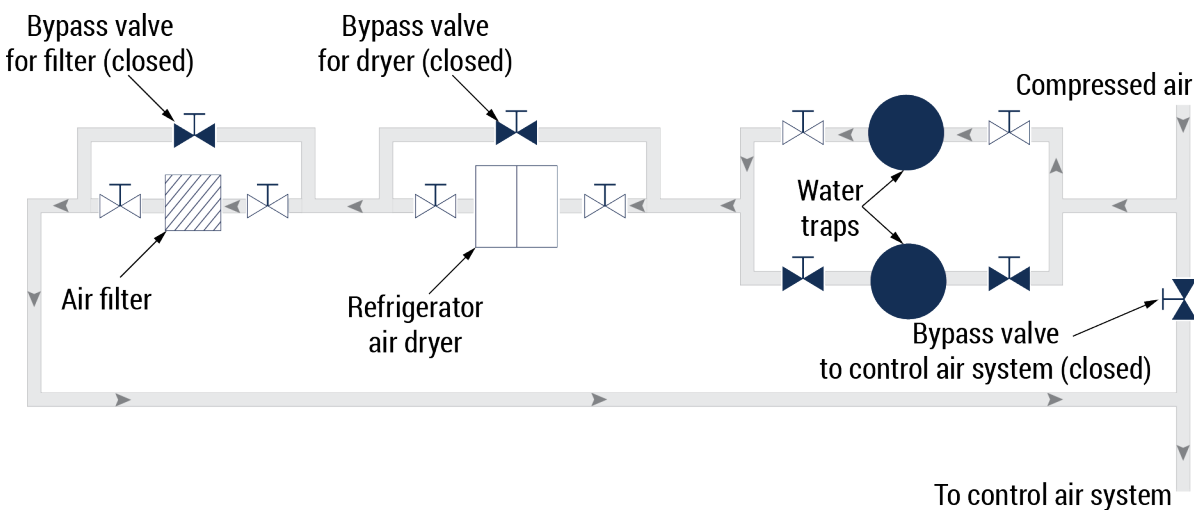 Bypass valve
for filter (closed)
Bypass valve
for dryer (closed)
Compressed air
Water
traps
Air filter
Refrigerator
air dryer
Bypass valve
to control air system (closed)
To control air system